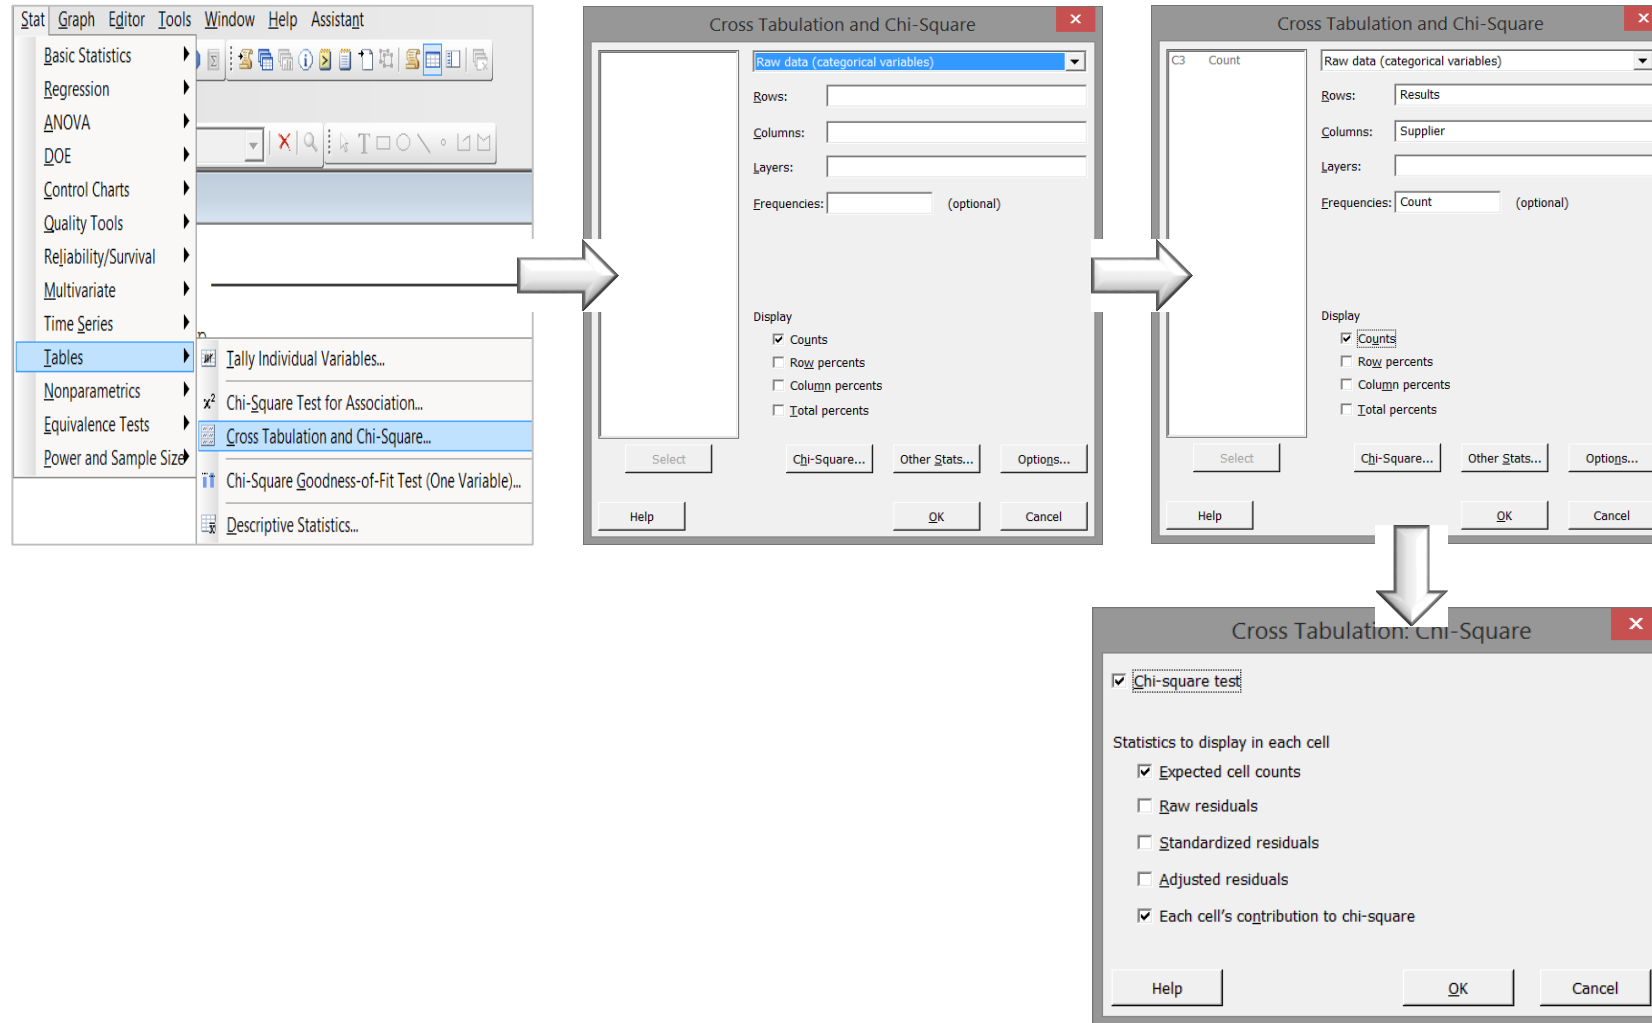 Stat Graph Editor Tools Window Help Assistant
Basic Statistics
Regression
ANOVA
DOE
Control Charts
Quality Tools
Reliability/Survival
Multivariate
Time Series
Tables
Nonparametrics
Equivalence Tests
Power and Sample Size
Tally Individual Variables...
Chi-Square Test for Association...
Cross Tabulation and Chi-Square...
Chi-Square Goodness-of-Fit Test (One Variable)...
Descriptive Statistics...
Cross Tabulation and Chi-Square
Raw data (categorical variables)
Rows:
Columns:
Layers:
Frequencies: (optional)
Display
Counts
Row percents
Column percents
Total percents
Select Chi-Square... Other Stats... Options...
Help OK Cancel
Cross Tabulation and Chi-Square
C3 Count
Raw data (categorical variables)
Rows: Results
Columns: Supplier
Layers:
Frequencies: Count (optional)
Display
Counts
Row percents
Column percents
Total percents
Select Chi-Square... Other Stats... Options...
Help OK Cancel
Cross Tabulation: Chi-Square
Chi-square test
Statistics to display in each cell
Expected cell counts
Raw residuals
Standardized residuals
Adjusted residuals
Each cell's contribution to chi-square
Help OK Cancel